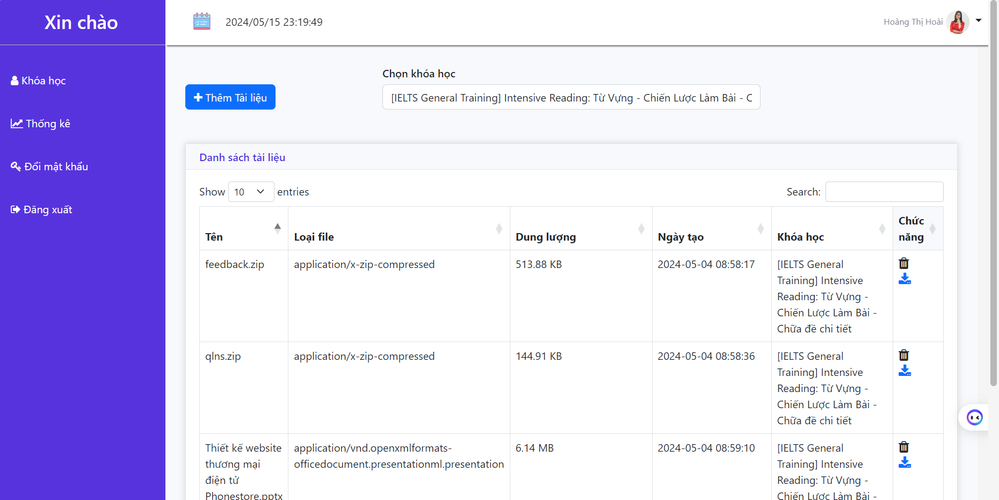 Xin chào
2024/05/15 23:19:49
Hoàng Thị Hoài
Khóa học
Thống kê
Đổi mật khẩu
Đăng xuất
Chọn khóa học
Thêm Tài liệu
[IELTS General Training] Intensive Reading: Từ Vựng - Chiến Lược Làm Bài - C
Danh sách tài liệu
Show 10 entries
Search:
Tên Loại file Dung lượng Ngày tạo Khóa học Chức năng
feedback.zip application/x-zip-compressed 513.88 KB 2024-05-04 08:58:17 [IELTS General
Training] Intensive
Reading: Từ Vựng -
Chiến Lược Làm Bài -
Chữa đề chi tiết
qlns.zip application/x-zip-compressed 144.91 KB 2024-05-04 08:58:36 [IELTS General
Training] Intensive
Reading: Từ Vựng -
Chiến Lược Làm Bài -
Chữa đề chi tiết
Thiết kế website application/vnd.openxmlformats- 6.14 MB 2024-05-04 08:59:10 [IELTS General
thương mại officedocument.presentationml.presentation Training] Intensive
điện tử Reading: Từ Vựng -
Phonestore.pptx Chiến Lược Làm Bài -